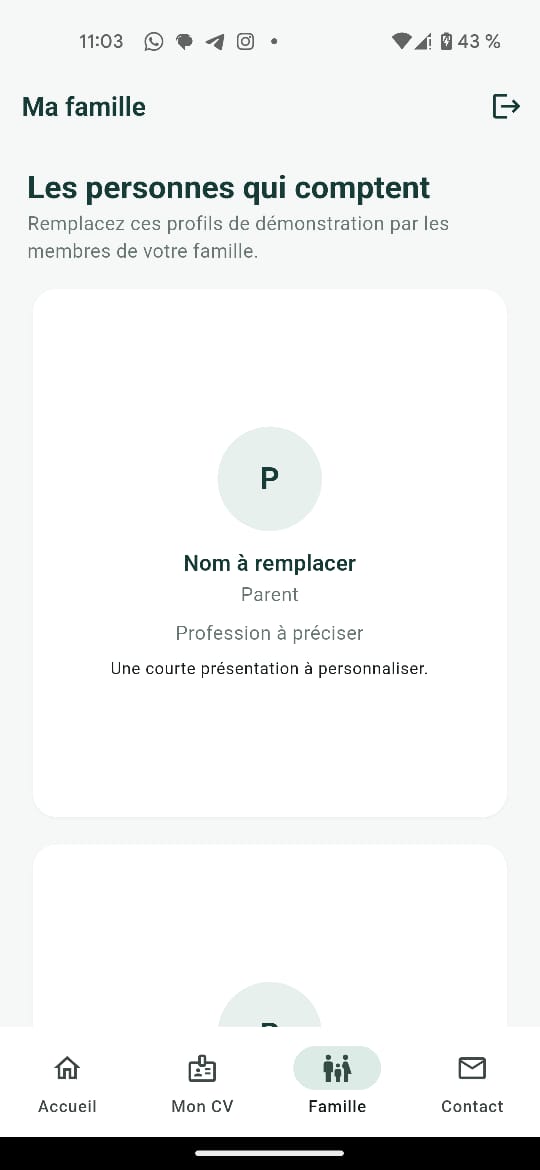 11:03
43 %
Ma famille
Les personnes qui comptent
Remplacez ces profils de démonstration par les
membres de votre famille.
P
Nom à remplacer
Parent
Profession à préciser
Une courte présentation à personnaliser.
Accueil
Mon CV
Famille
Contact